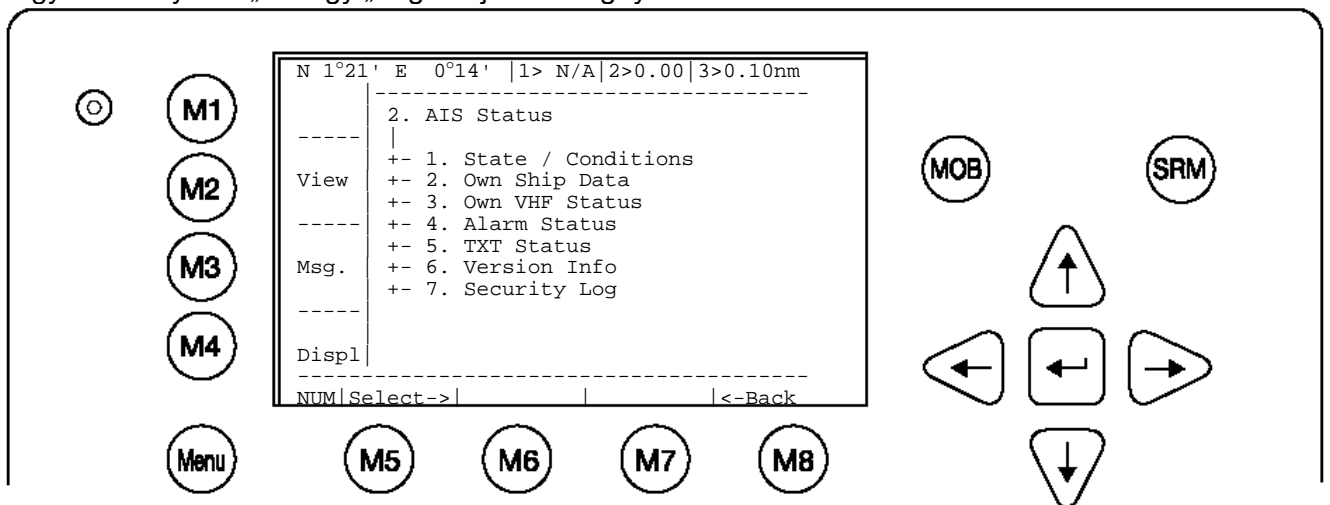 N 1°21' E 0°14' |1> N/A|2>0.00|3>0.10nm
M1
2. AIS Status
+- 1. State / Conditions
MOB
SRM
M2
View
+- 2. Own Ship Data
+- 3. Own VHF Status
+- 4. Alarm Status
+- 5. TXT Status
M3
Msg.
+- 6. Version Info
+- 7. Security Log
M4
Displ
NUM|Select->| | |<-Back
Menu
M5
M6
M7
M8